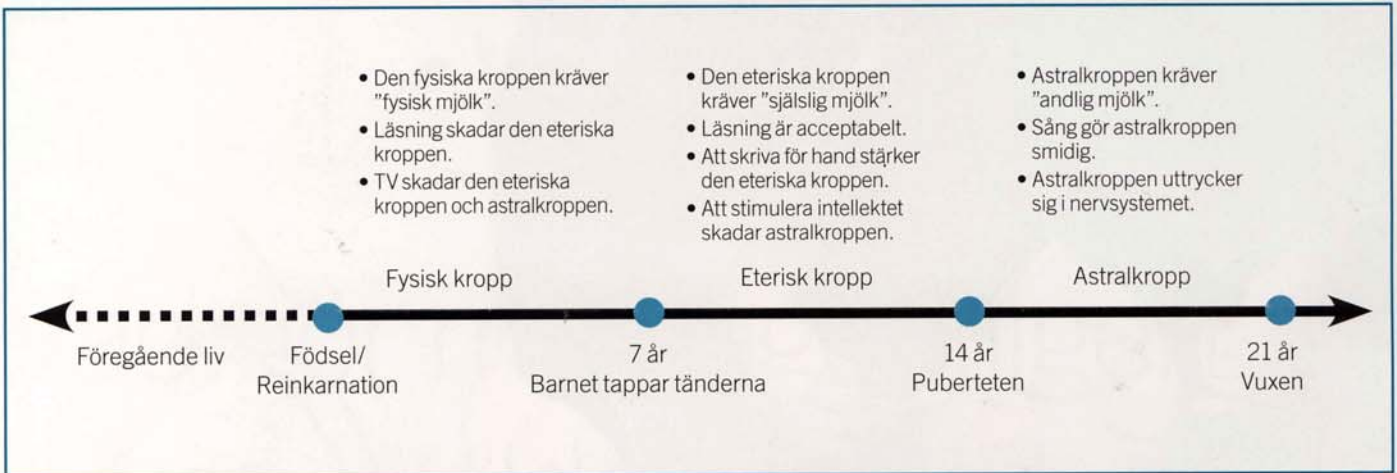 • Den fysiska kroppen kräver
"fysisk mjölk".
• Läsning skadar den eteriska
kroppen.
• TV skadar den eteriska
kroppen och astralkroppen.
• Den eteriska kroppen
kräver "själslig mjölk".
• Läsning är acceptabelt.
• Att skriva för hand stärker
den eteriska kroppen.
• Att stimulera intellektet
skadar astralkroppen.
• Astralkroppen kräver
"andlig mjölk".
• Sång gör astralkroppen
smidig.
• Astralkroppen uttrycker
sig i nervsystemet.
Fysisk kropp
Eterisk kropp
Astralkropp
Föregående liv
Födsel/
Reinkarnation
7 år
Barnet tappar tänderna
14 år
Puberteten
21 år
Vuxen